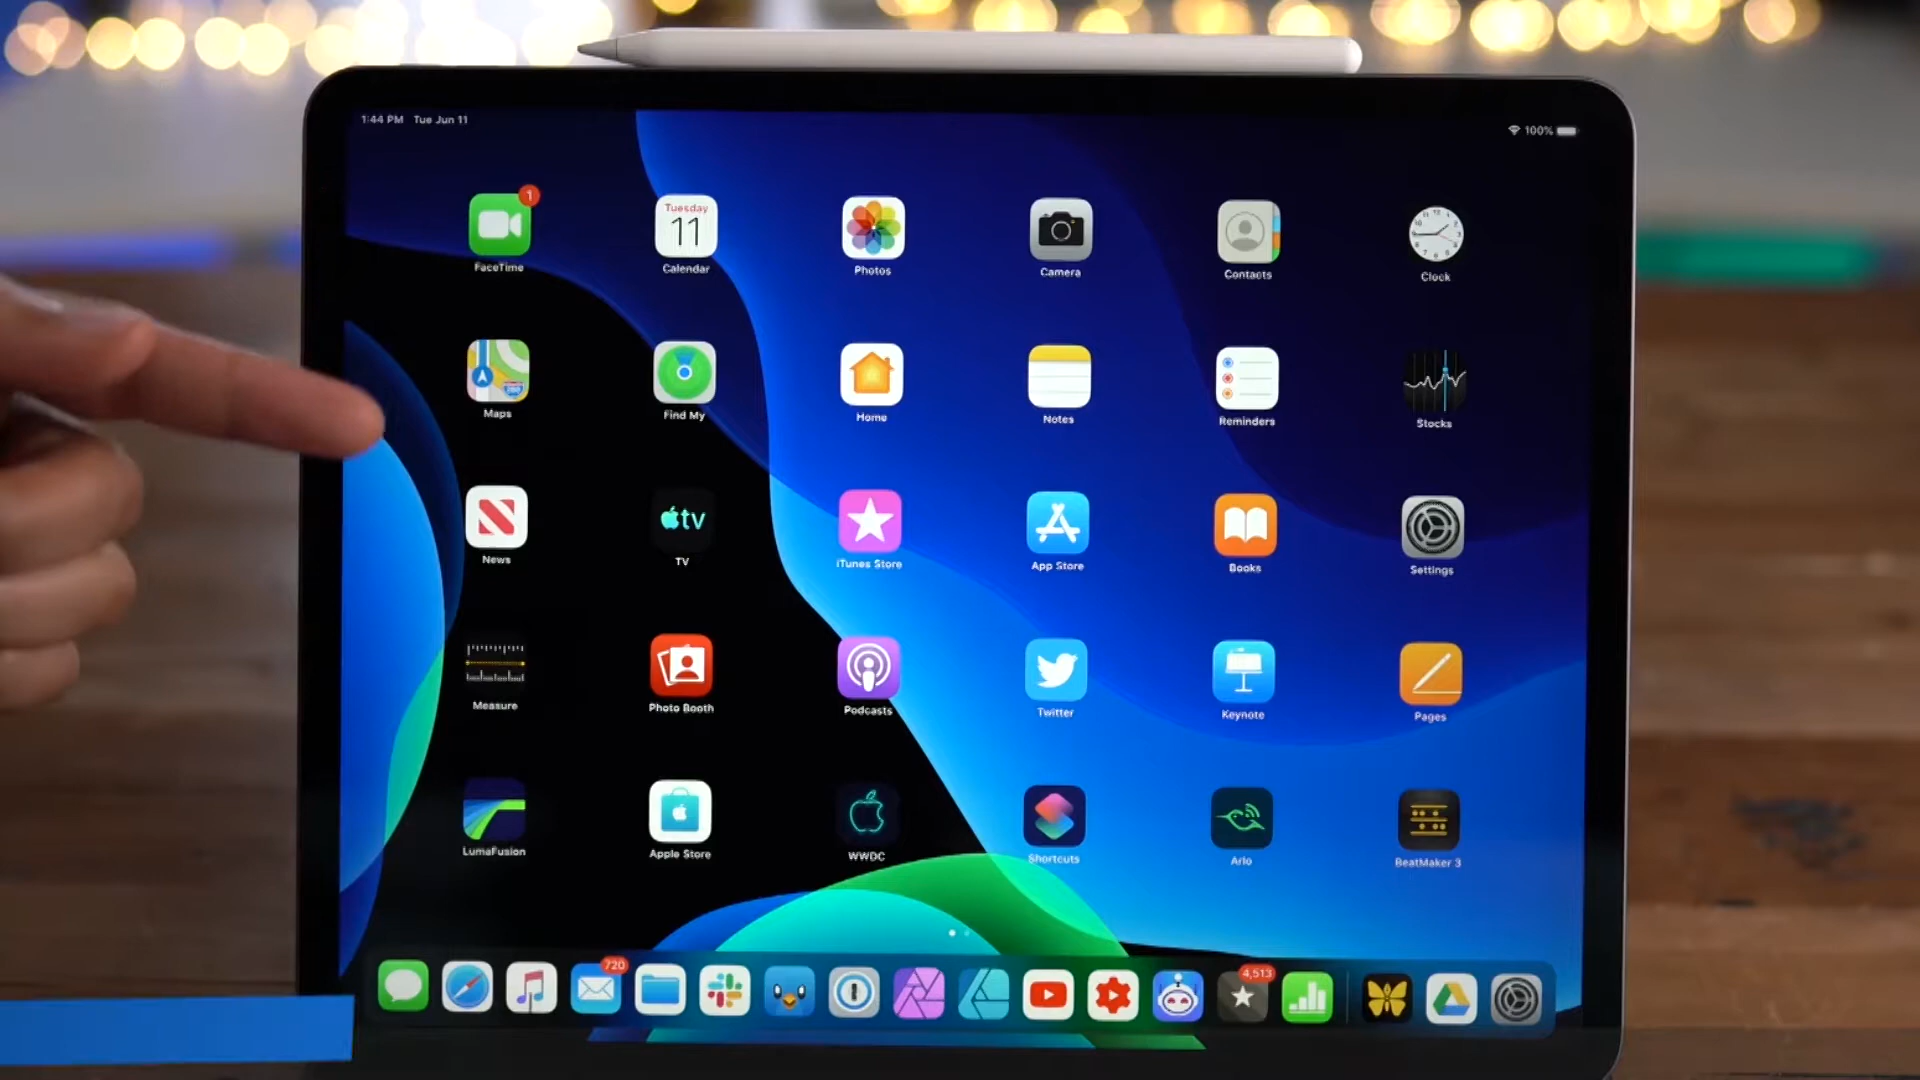 1:44 PM Tue Jun 11
100%
1
Tuesday
11
FaceTime
Calendar
Photos
Camera
Contacts
Clock
Maps
Find My
Home
Notes
Reminders
Stocks
tv
News
TV
iTunes Store
App Store
Books
Settings
Measure
Photo Booth
Podcasts
Twitter
Keynote
Pages
LumaFusion
Apple Store
WWDC
Shortcuts
Arlo
BeatMaker 3
720
4,513